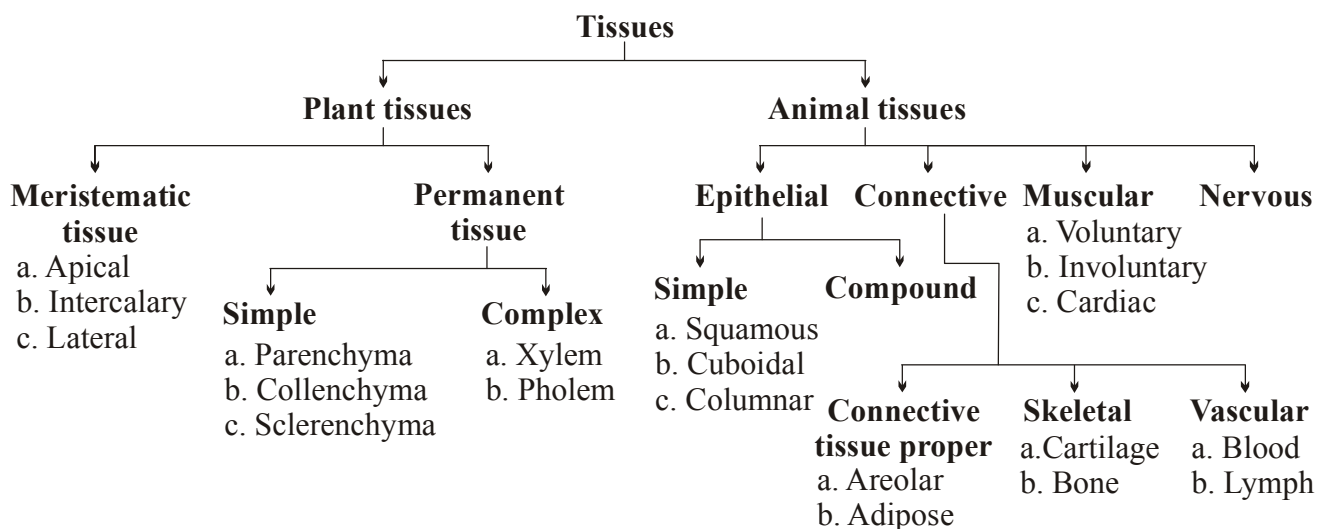 Tissues
Plant tissues
Animal tissues
Meristematic
tissue
a. Apical
b. Intercalary
c. Lateral
Permanent
tissue
Simple
a. Parenchyma
b. Collenchyma
c. Sclerenchyma
Complex
a. Xylem
b. Pholem
Epithelial
Simple
a. Squamous
b. Cuboidal
c. Columnar
Compound
Connective
Connective
tissue proper
a. Areolar
b. Adipose
Skeletal
a.Cartilage
b. Bone
Vascular
a. Blood
b. Lymph
Muscular
a. Voluntary
b. Involuntary
c. Cardiac
Nervous